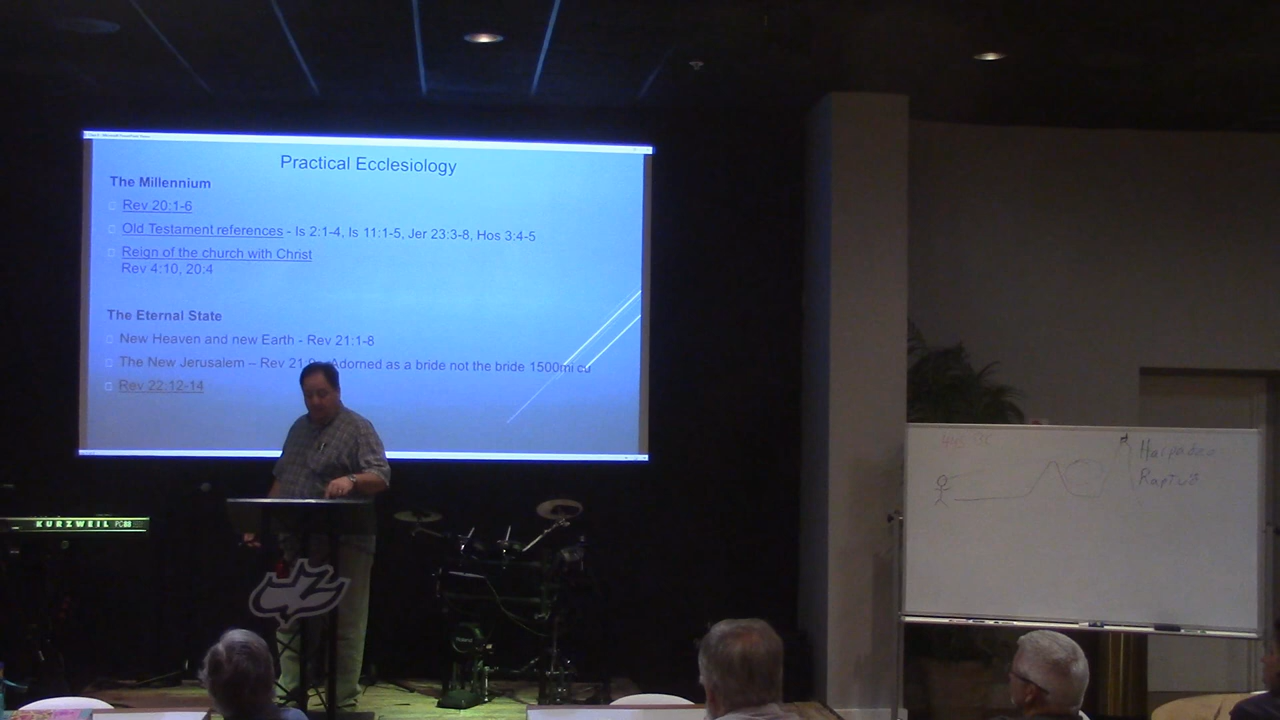 Practical Ecclesiology
The Millennium
Rev 20:1-6
Old Testament references - Is 2:1-4, Is 11:1-5, Jer 23:3-8, Hos 3:4-5
Reign of the church with Christ
Rev 4:10, 20:4
The Eternal State
New Heaven and new Earth - Rev 21:1-8
The New Jerusalem – Rev 21:9 Adorned as a bride not the bride 1500mi cu
Rev 22:12-14
KURZWEIL PC88
Roland
Harpadzo